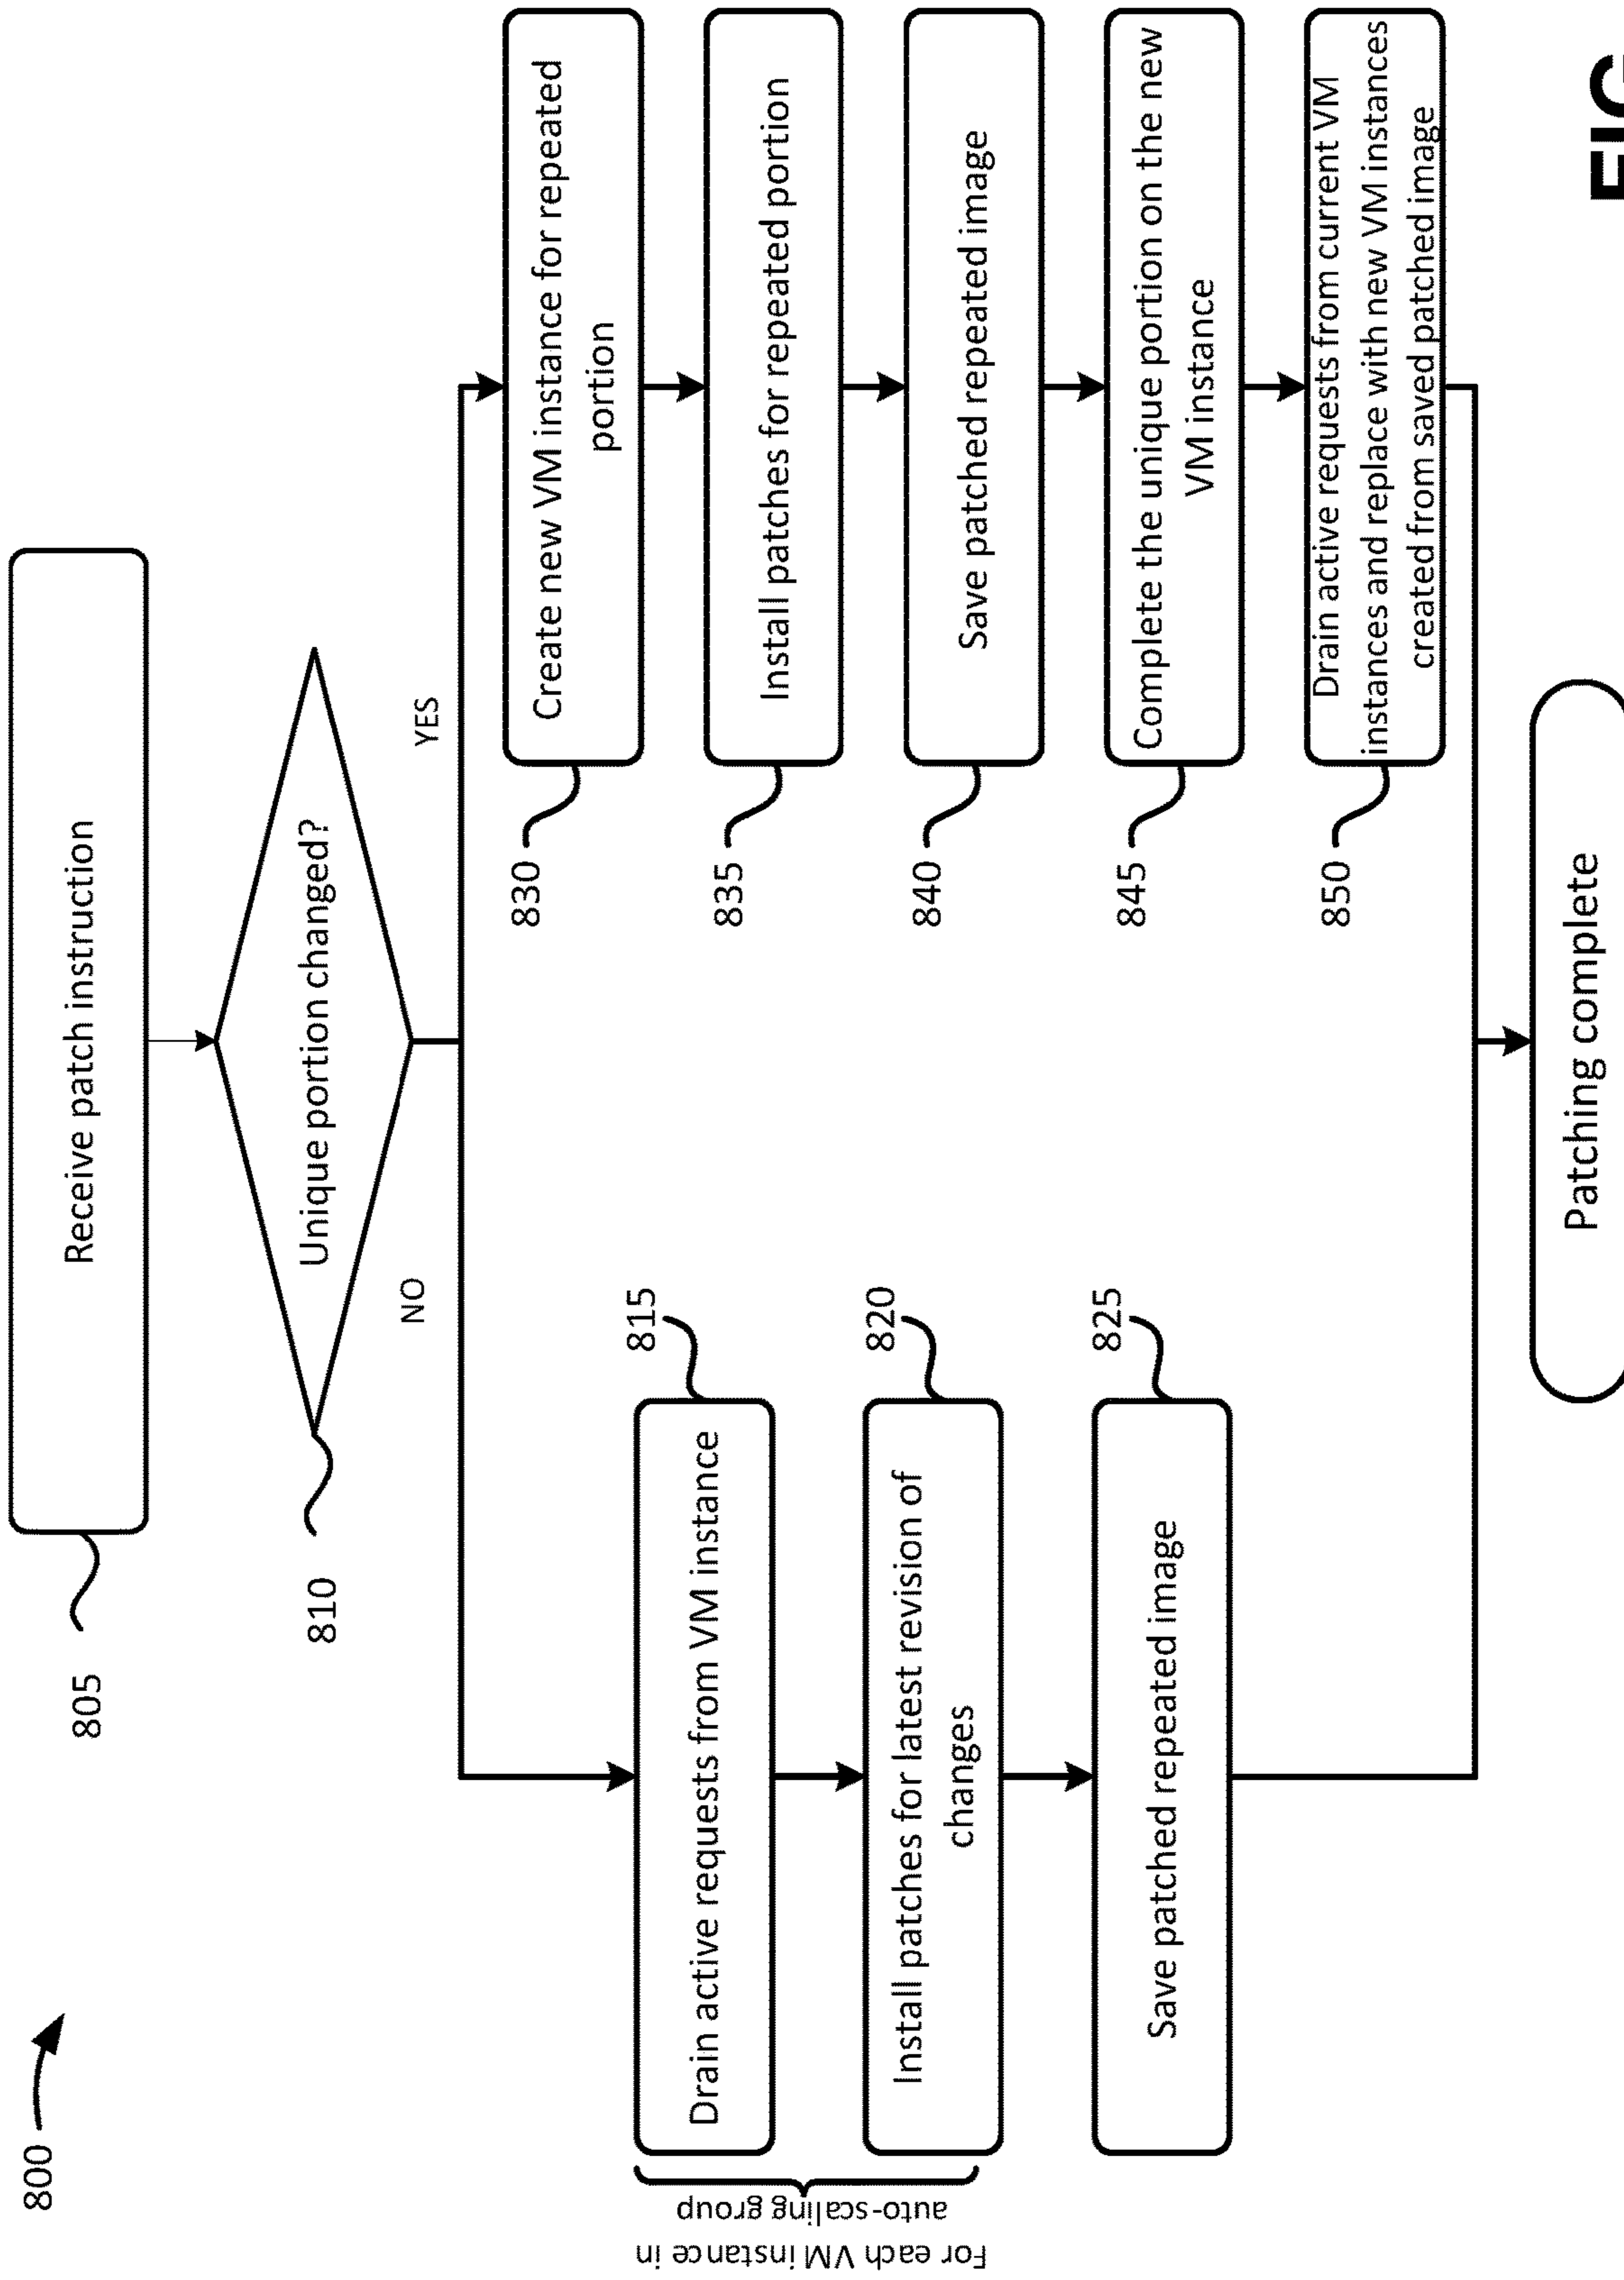 800
805
Receive patch instruction
810
Unique portion changed?
NO
YES
For each VM instance in
auto-scaling group
815
Drain active requests from VM instance
820
Install patches for latest revision of
changes
825
Save patched repeated image
830
Create new VM instance for repeated
portion
835
Install patches for repeated portion
840
Save patched repeated image
845
Complete the unique portion on the new
VM instance
850
Drain active requests from current VM
instances and replace with new VM instances
created from saved patched image
Patching complete
FIG